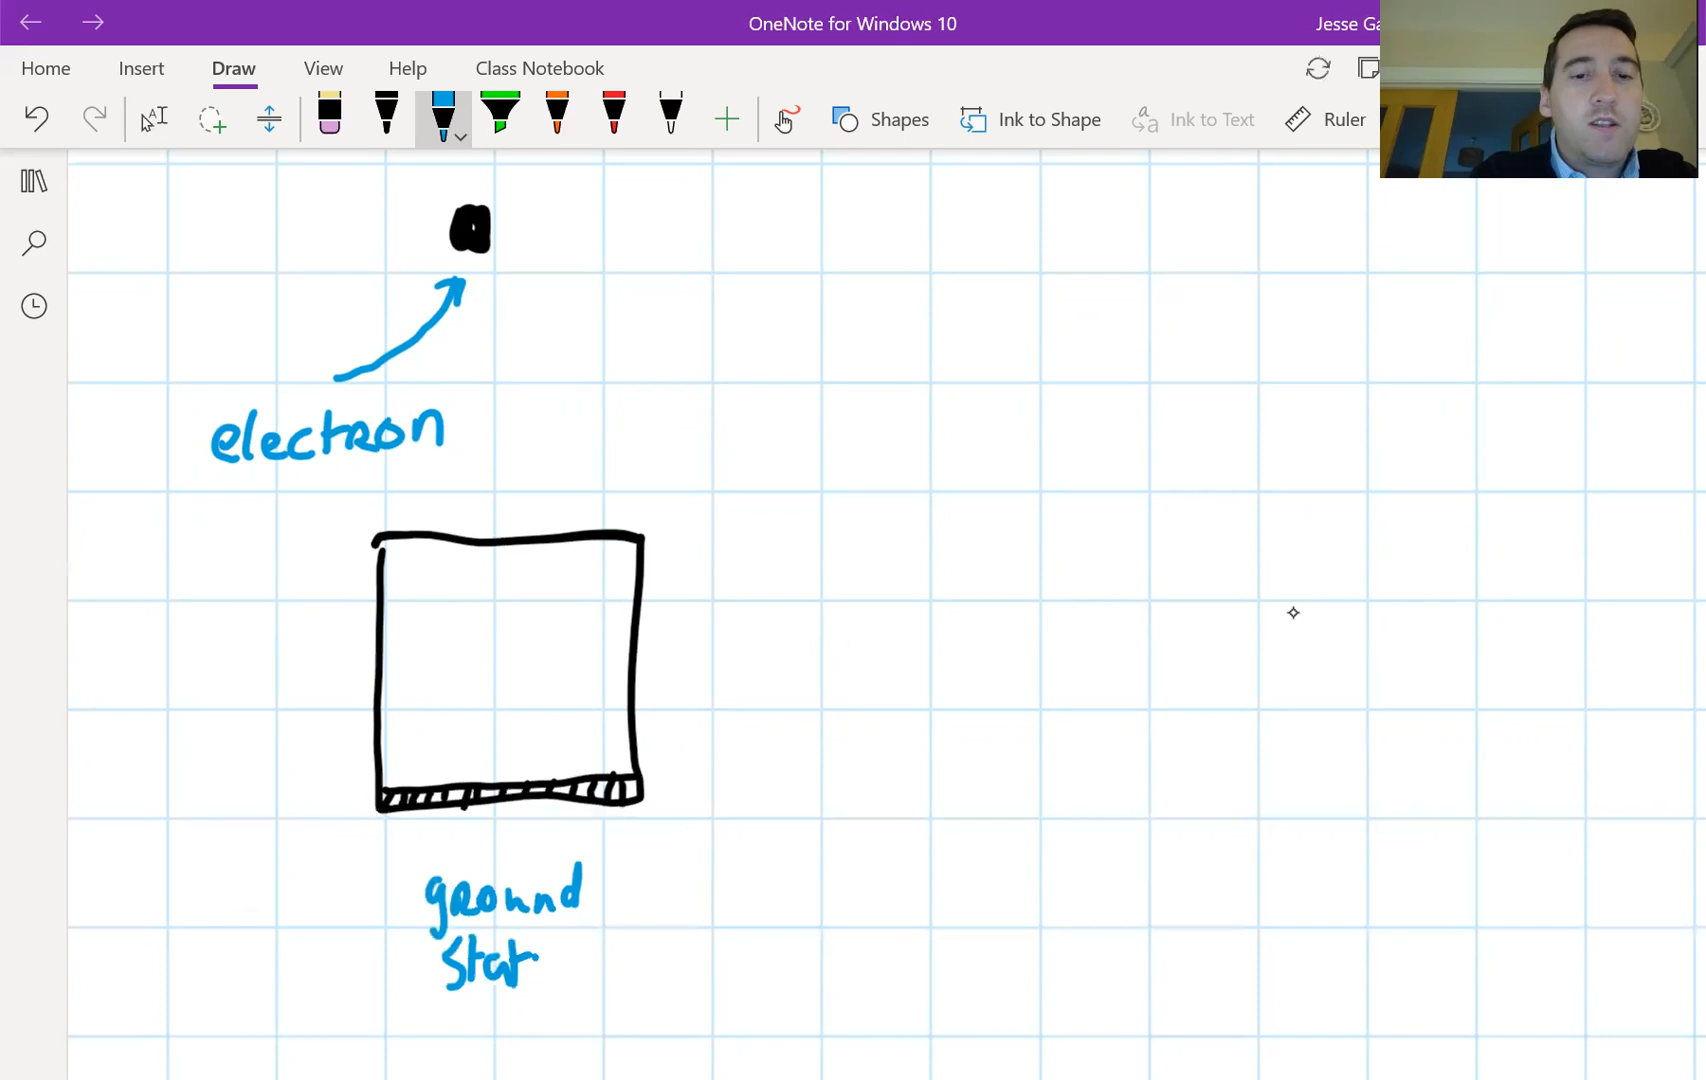 OneNote for Windows 10
Jesse Ga
Home Insert Draw View Help Class Notebook
Shapes Ink to Shape Ink to Text Ruler
electron
ground
stat